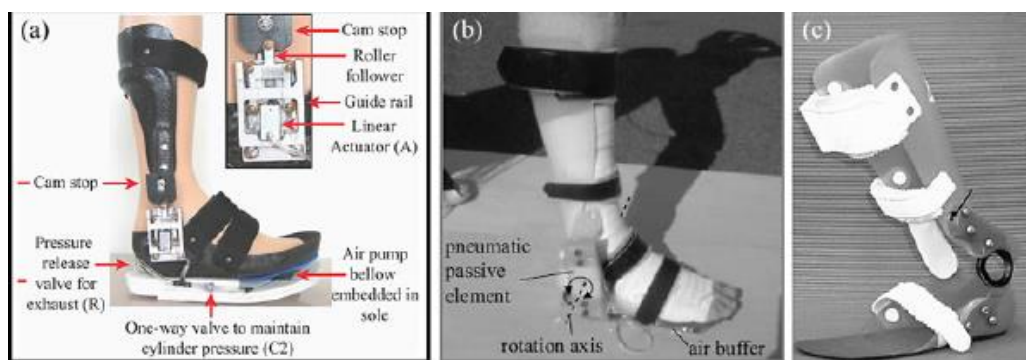 (a)
Cam stop
Roller
follower
Guide rail
Linear
Actuator (A)
Cam stop
Pressure
release
valve for
exhaust (R)
Air pump
bellow
embedded in
sole
One-way valve to maintain
cylinder pressure (C2)
(b)
pneumatic
passive
element
rotation axis
air buffer
(c)